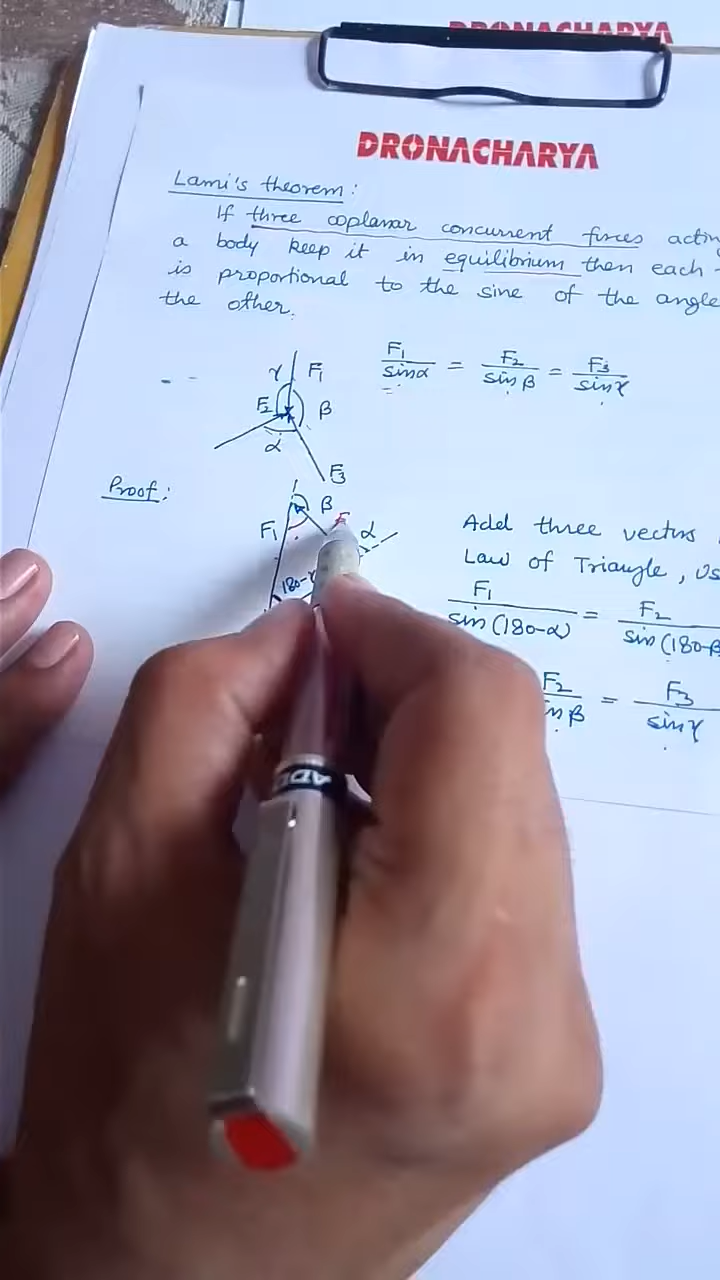 DRONACHARYA
DRONACHARYA
Lami's theorem:
If three coplanar concurrent forces
a body keep it in equilibrium then each
is proportional to the sine of the angle
the other.
F₁/sinα = F₂/sinβ = F₃/sinγ
γ F₁
F₂ β
α
F₃
Proof:
β
F₁ α
180-γ
Add three vectors
Law of Triangle,
F₁/sin(180-α) = F₂/sin(180-β
F₂/sinβ = F₃/sinγ